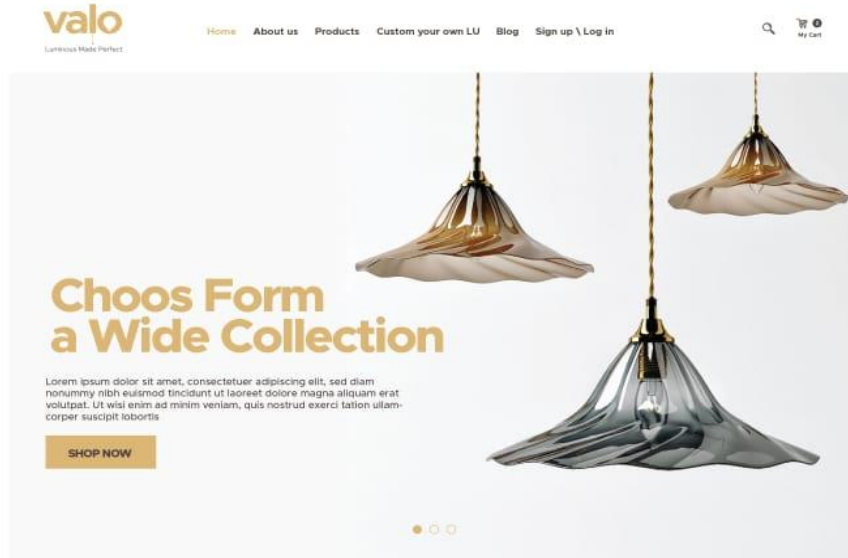 valo
Luminous Made Perfect
Home About us Products Custom your own LU Blog Sign up \ Log in
0
My Cart
Choos Form
a Wide Collection
Lorem ipsum dolor sit amet, consectetuer adipiscing elit, sed diam
nonummy nibh euismod tincidunt ut laoreet dolore magna aliquam erat
volutpat. Ut wisi enim ad minim veniam, quis nostrud exerci tation ullam-
corper suscipit lobortis
SHOP NOW